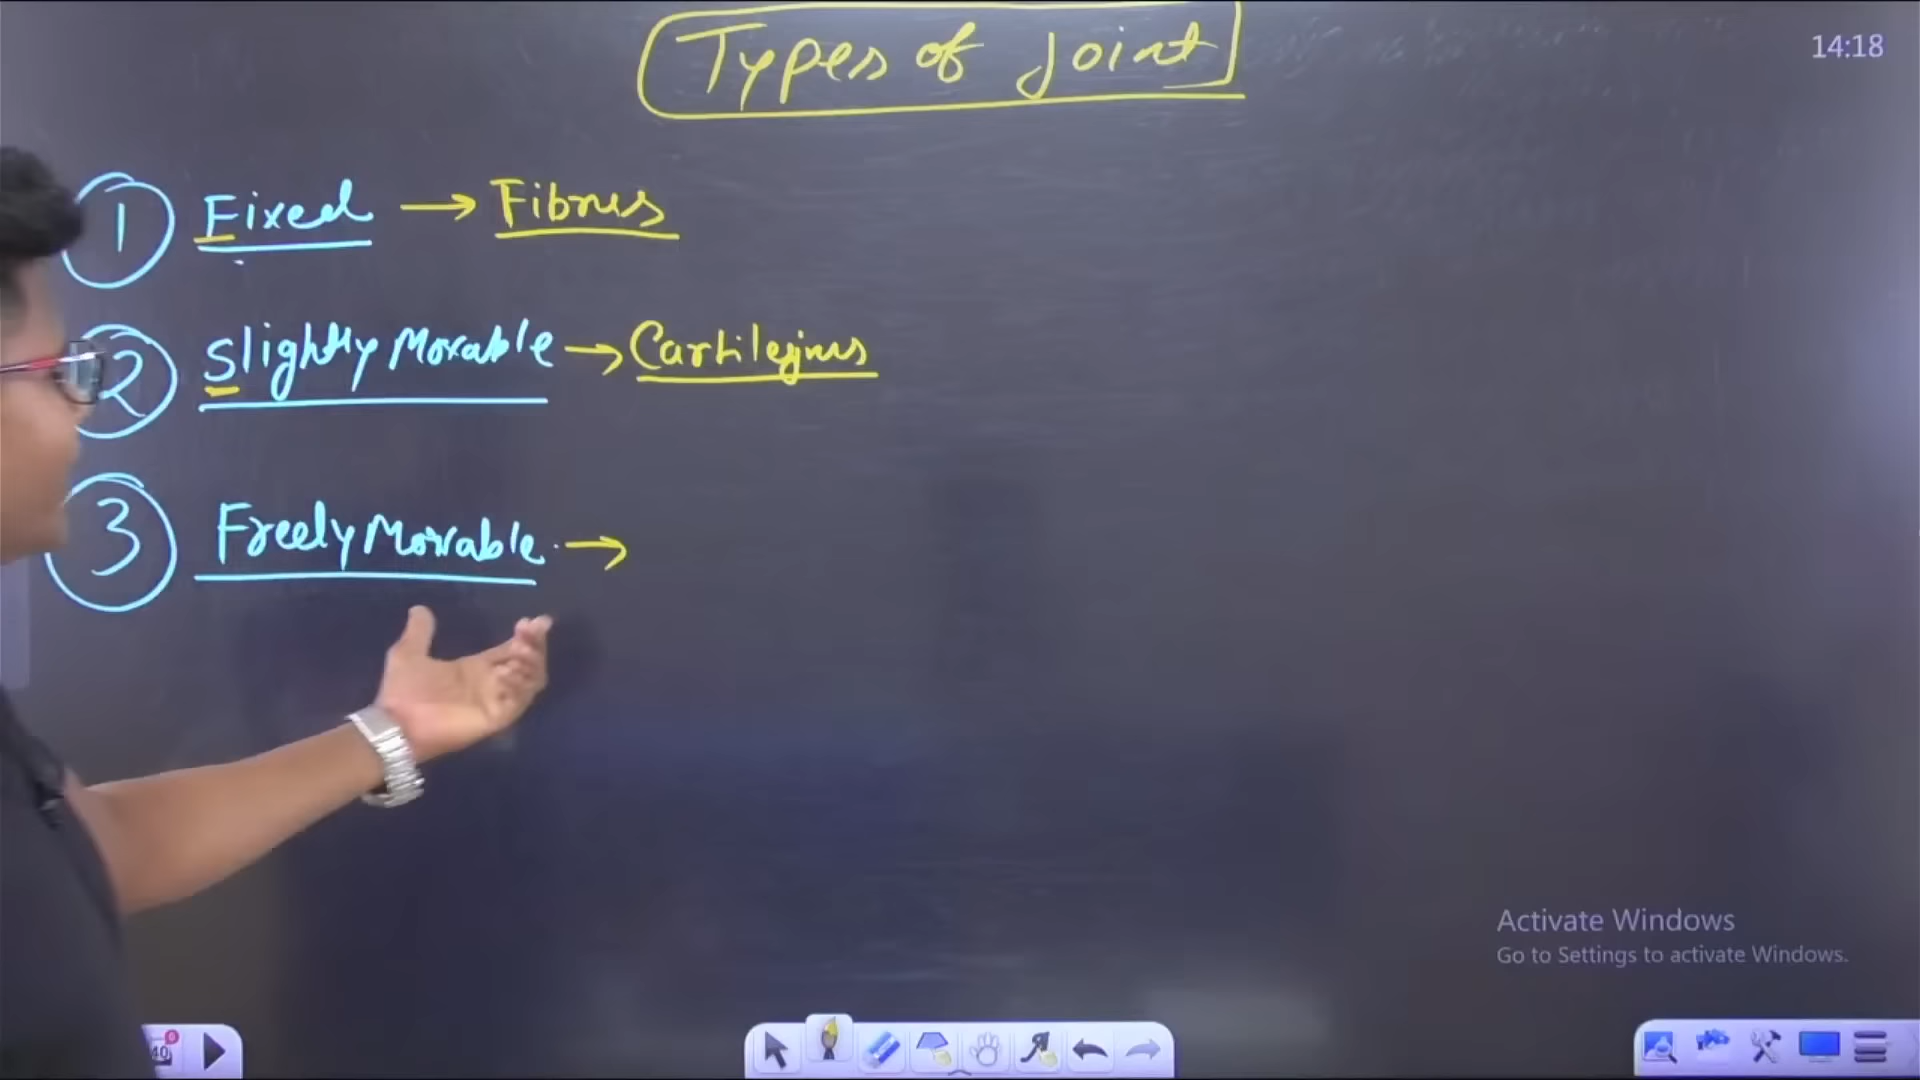 Types of Joint
14:18
1 Fixed → Fibrus
2 Slightly Movable → Cartileginus
3 Freely Movable →
Activate Windows
Go to Settings to activate Windows.